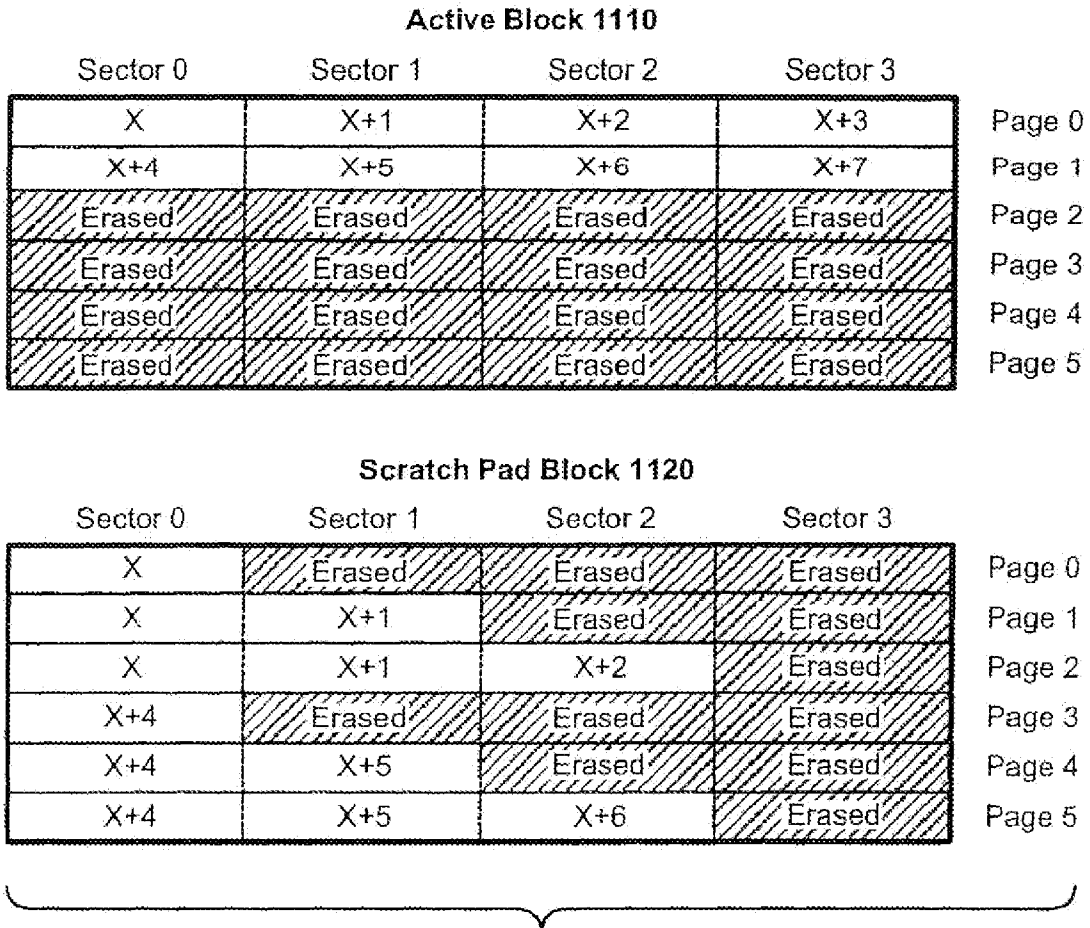 Active Block 1110
Sector 0 Sector 1 Sector 2 Sector 3
X X+1 X+2 X+3 Page 0
X+4 X+5 X+6 X+7 Page 1
Erased Erased Erased Erased Page 2
Erased Erased Erased Erased Page 3
Erased Erased Erased Erased Page 4
Erased Erased Erased Erased Page 5
Scratch Pad Block 1120
Sector 0 Sector 1 Sector 2 Sector 3
X Erased Erased Erased Page 0
X X+1 Erased Erased Page 1
X X+1 X+2 Erased Page 2
X+4 Erased Erased Erased Page 3
X+4 X+5 Erased Erased Page 4
X+4 X+5 X+6 Erased Page 5